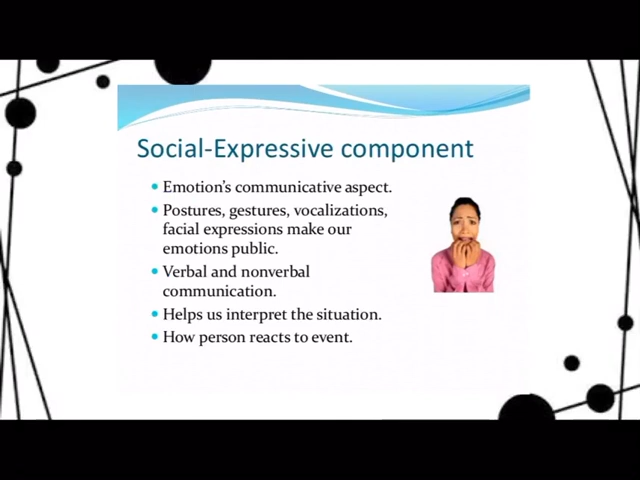 Social-Expressive component
• Emotion's communicative aspect.
• Postures, gestures, vocalizations,
facial expressions make our
emotions public.
• Verbal and nonverbal
communication.
• Helps us interpret the situation.
• How person reacts to event.